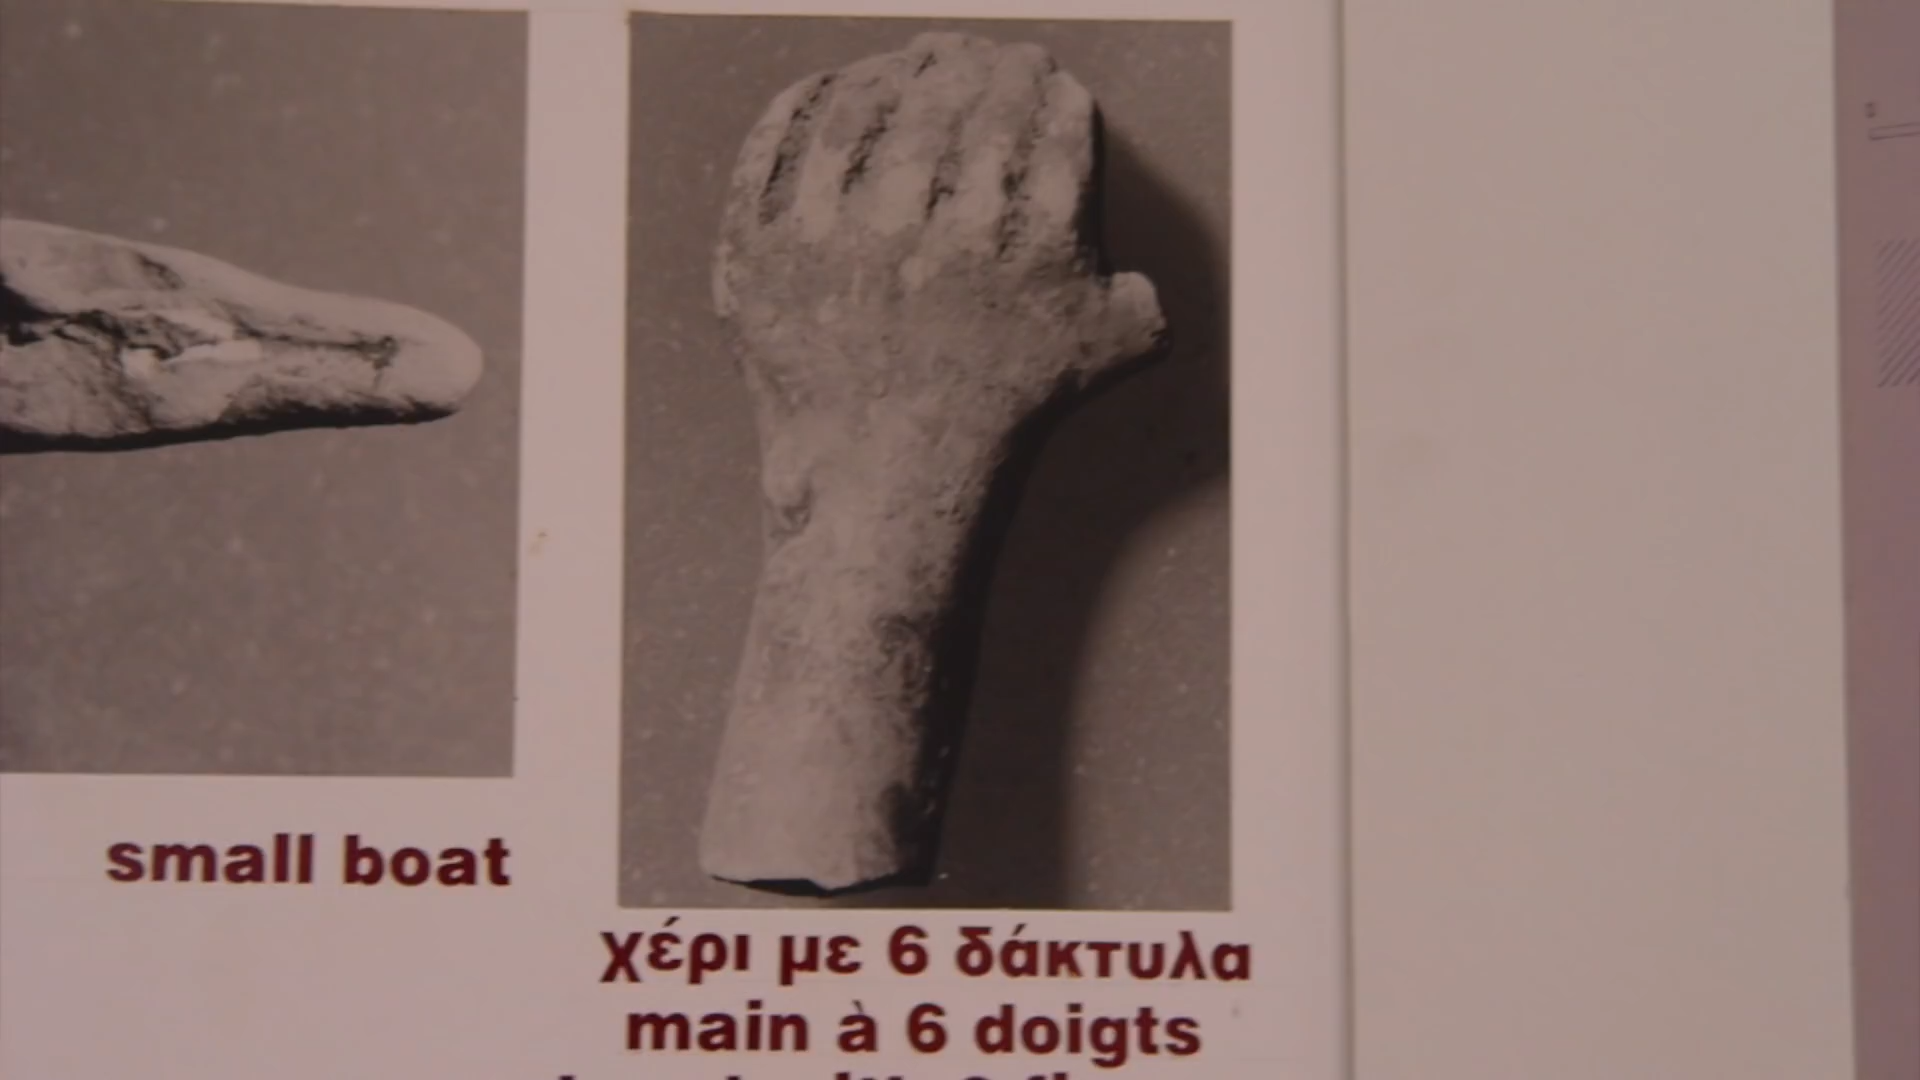 small boat
χέρι με 6 δάκτυλα
main à 6 doigts